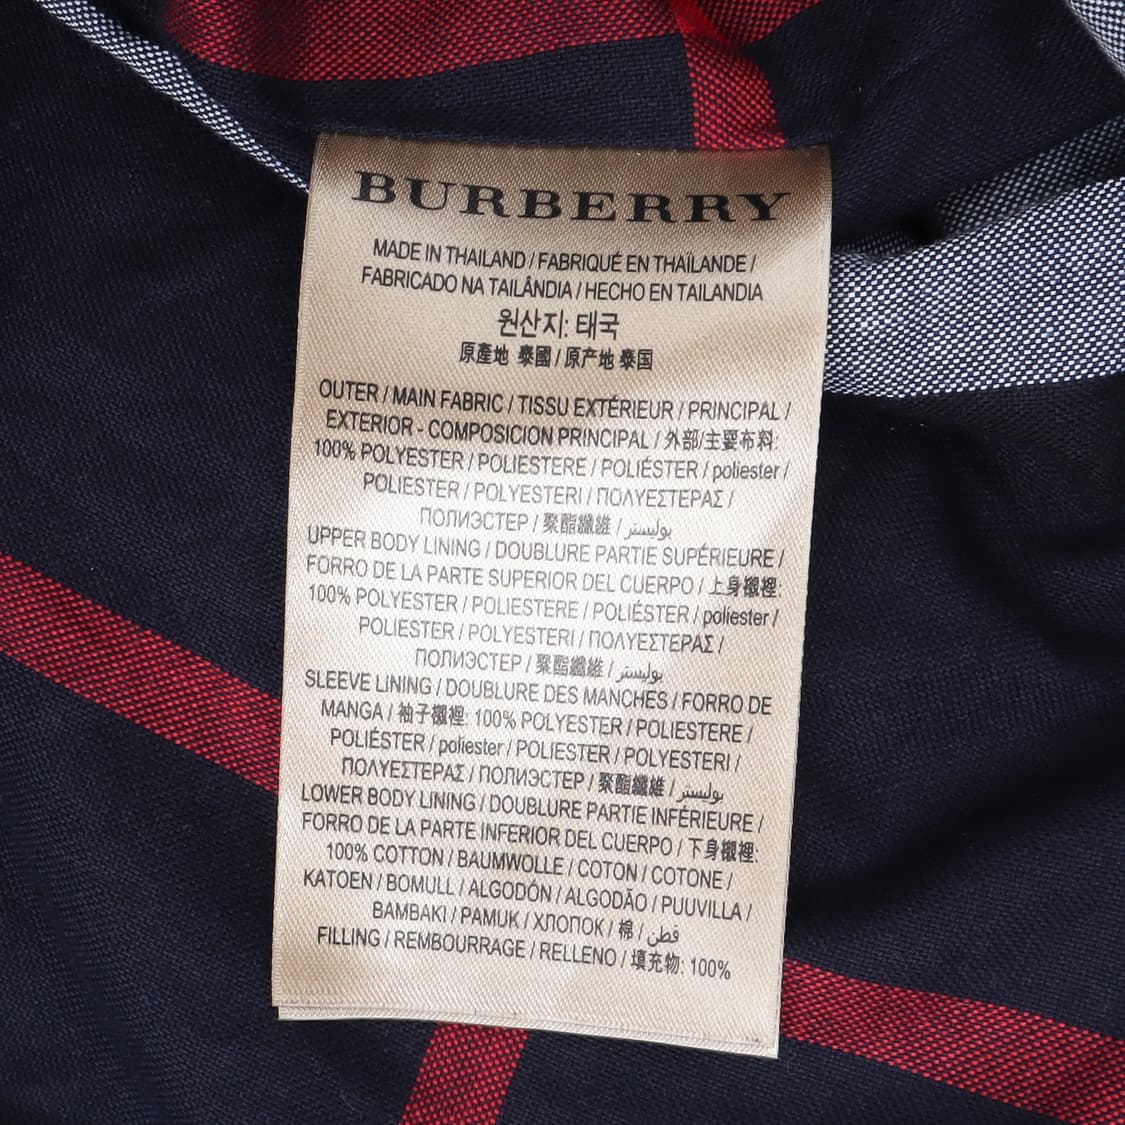 BURBERRY
MADE IN THAILAND / FABRIQUÉ EN THAÏLANDE /
FABRICADO NA TAILÂNDIA / HECHO EN TAILANDIA
원산지: 태국
原產地 泰國 / 原产地 泰国
OUTER / MAIN FABRIC / TISSU EXTÉRIEUR / PRINCIPAL /
EXTERIOR - COMPOSICION PRINCIPAL / 外部/主要布料:
100% POLYESTER / POLIESTERE / POLIÉSTER / poliester /
POLIESTER / POLYESTERI / ΠΟΛΥΕΣΤΕΡΑΣ /
ПОЛИЭСТЕР / 聚酯纖維 / بوليستر
UPPER BODY LINING / DOUBLURE PARTIE SUPÉRIEURE /
FORRO DE LA PARTE SUPERIOR DEL CUERPO / 上身襯裡:
100% POLYESTER / POLIESTERE / POLIÉSTER / poliester /
POLIESTER / POLYESTERI / ΠΟΛΥΕΣΤΕΡΑΣ /
ПОЛИЭСТЕР / 聚酯纖維 / بوليستر
SLEEVE LINING / DOUBLURE DES MANCHES / FORRO DE
MANGA / 袖子襯裡: 100% POLYESTER / POLIESTERE /
POLIÉSTER / poliester / POLIESTER / POLYESTERI /
ΠΟΛΥΕΣΤΕΡΑΣ / ПОЛИЭСТЕР / 聚酯纖維 / بوليستر
LOWER BODY LINING / DOUBLURE PARTIE INFÉRIEURE /
FORRO DE LA PARTE INFERIOR DEL CUERPO / 下身襯裡:
100% COTTON / BAUMWOLLE / COTON / COTONE /
KATOEN / BOMULL / ALGODÓN / ALGODÃO / PUUVILLA /
BAMBAKI / PAMUK / ХЛОПОК / 棉 / قطن
FILLING / REMBOURRAGE / RELLENO / 填充物: 100%